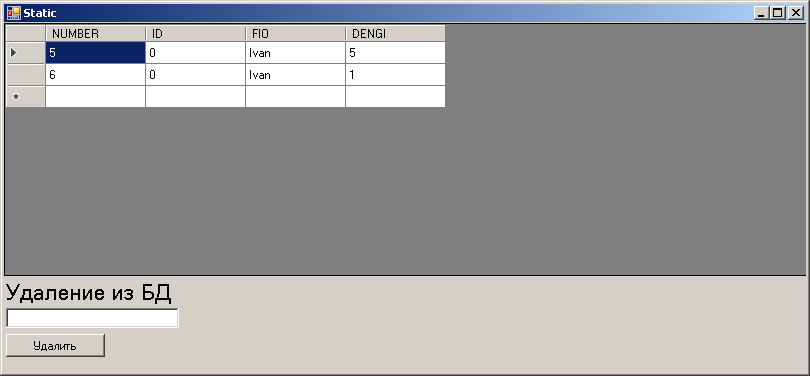 Static
NUMBER ID FIO DENGI
5 0 Ivan 5
6 0 Ivan 1
Удаление из БД
Удалить